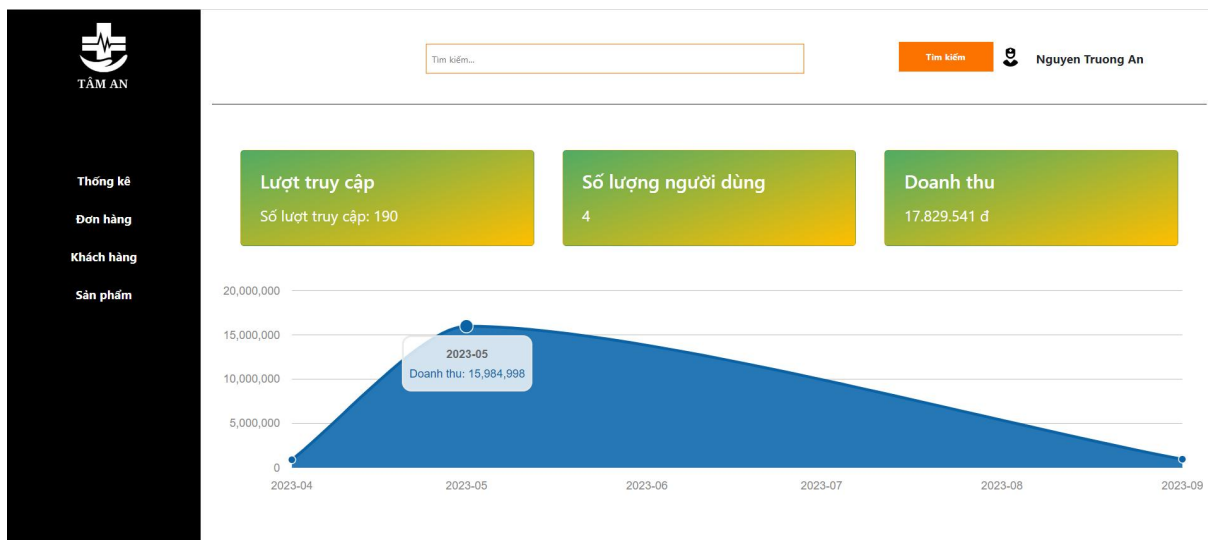 TÂM AN
Tìm kiếm...
Tìm kiếm
Nguyen Truong An
Thống kê
Đơn hàng
Khách hàng
Sản phẩm
Lượt truy cập
Số lượt truy cập: 190
Số lượng người dùng
4
Doanh thu
17.829.541 đ
20,000,000
15,000,000
10,000,000
5,000,000
0
2023-05
Doanh thu: 15,984,998
2023-04
2023-05
2023-06
2023-07
2023-08
2023-09